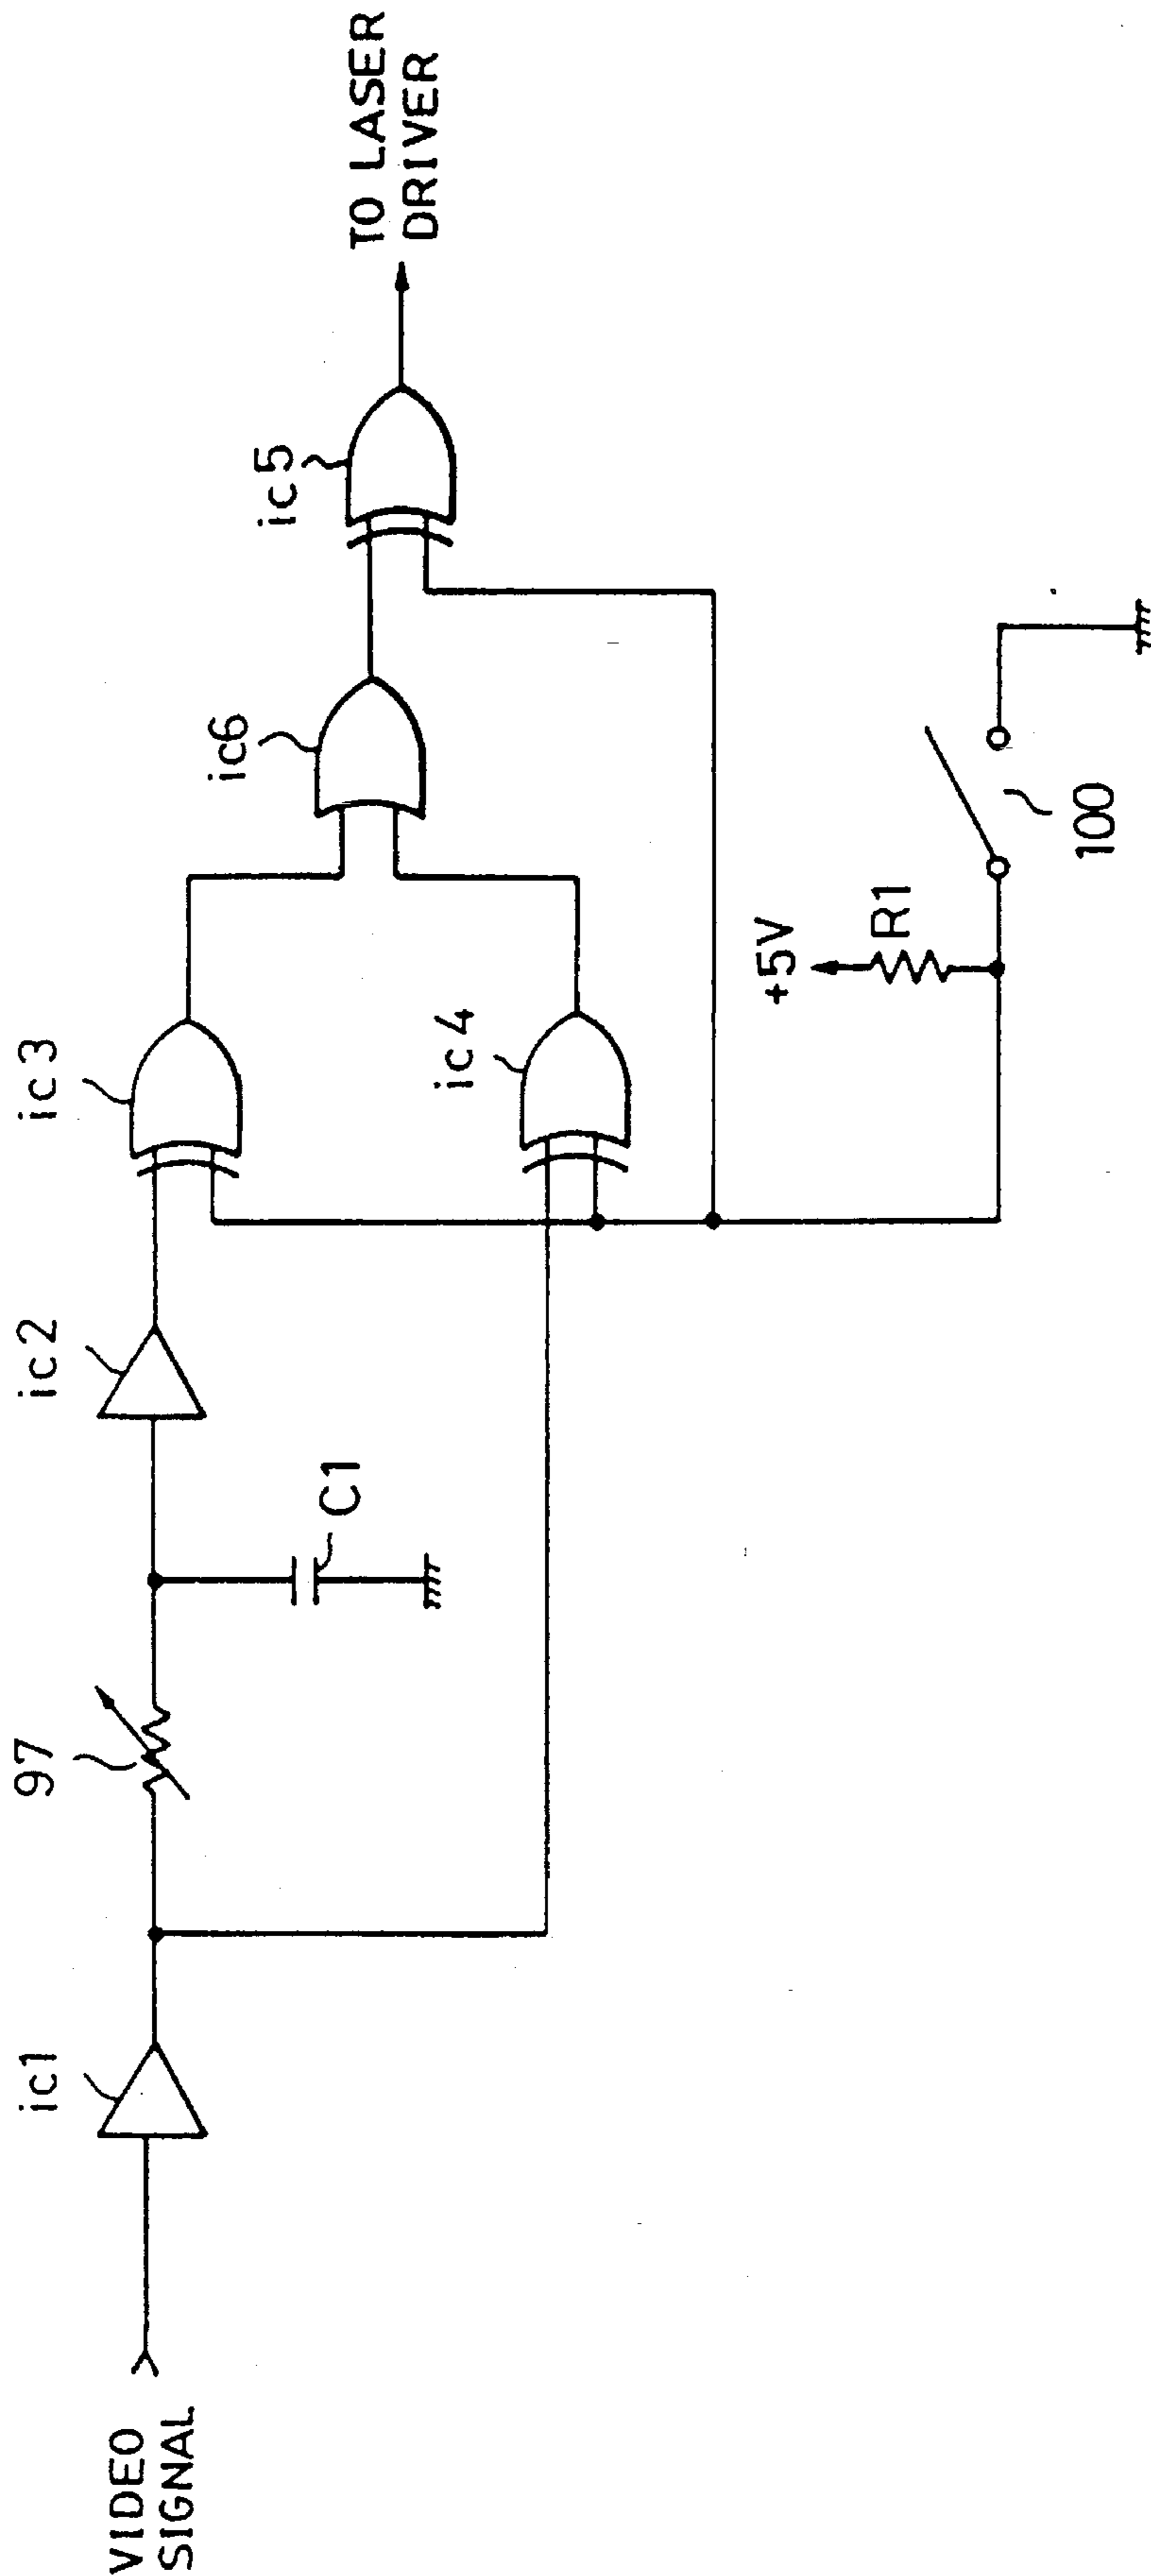 VIDEO
SIGNAL
ic1
97
C1
ic2
ic3
ic4
ic6
ic5
+5V
R1
100
TO LASER
DRIVER